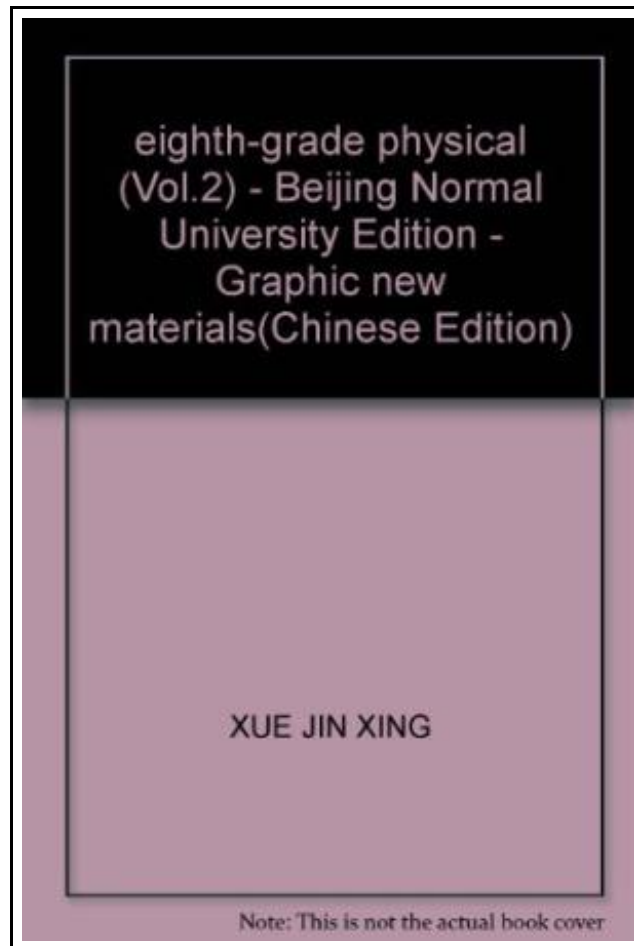 eighth-grade physical
(Vol.2) - Beijing Normal
University Edition -
Graphic new
materials(Chinese Edition)
XUE JIN XING
Note: This is not the actual book cover